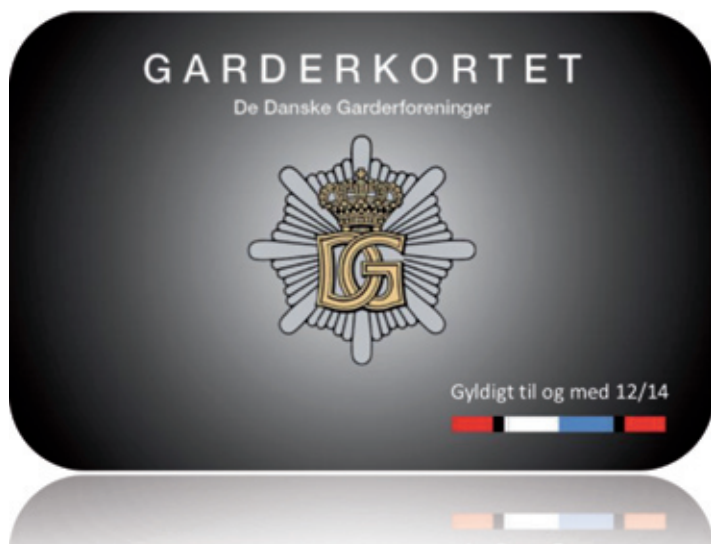 GARDERKORTET
De Danske Garderforeninger
DG
Gyldigt til og med 12/14